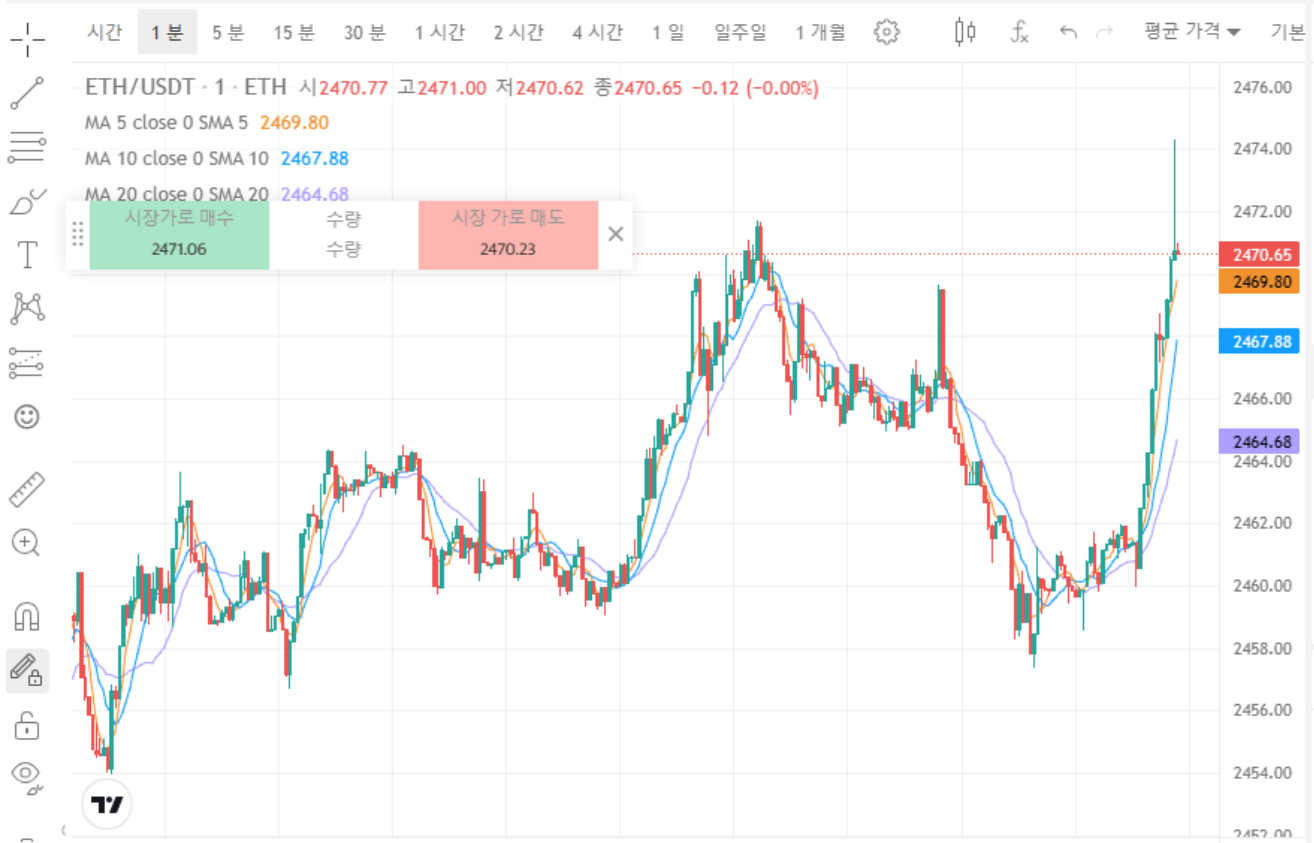 시간 1 분 5 분 15 분 30 분 1 시간 2 시간 4 시간 1 일 일주일 1 개월 평균 가격 기본
ETH/USDT · 1 · ETH 시2470.77 고2471.00 저2470.62 종2470.65 −0.12 (−0.00%)
MA 5 close 0 SMA 5 2469.80
MA 10 close 0 SMA 10 2467.88
MA 20 close 0 SMA 20 2464.68
시장가로 매수 수량 시장 가로 매도
2471.06 수량 2470.23
2476.00
2474.00
2472.00
2470.65
2469.80
2467.88
2466.00
2464.68
2464.00
2462.00
2460.00
2458.00
2456.00
2454.00
2452.00